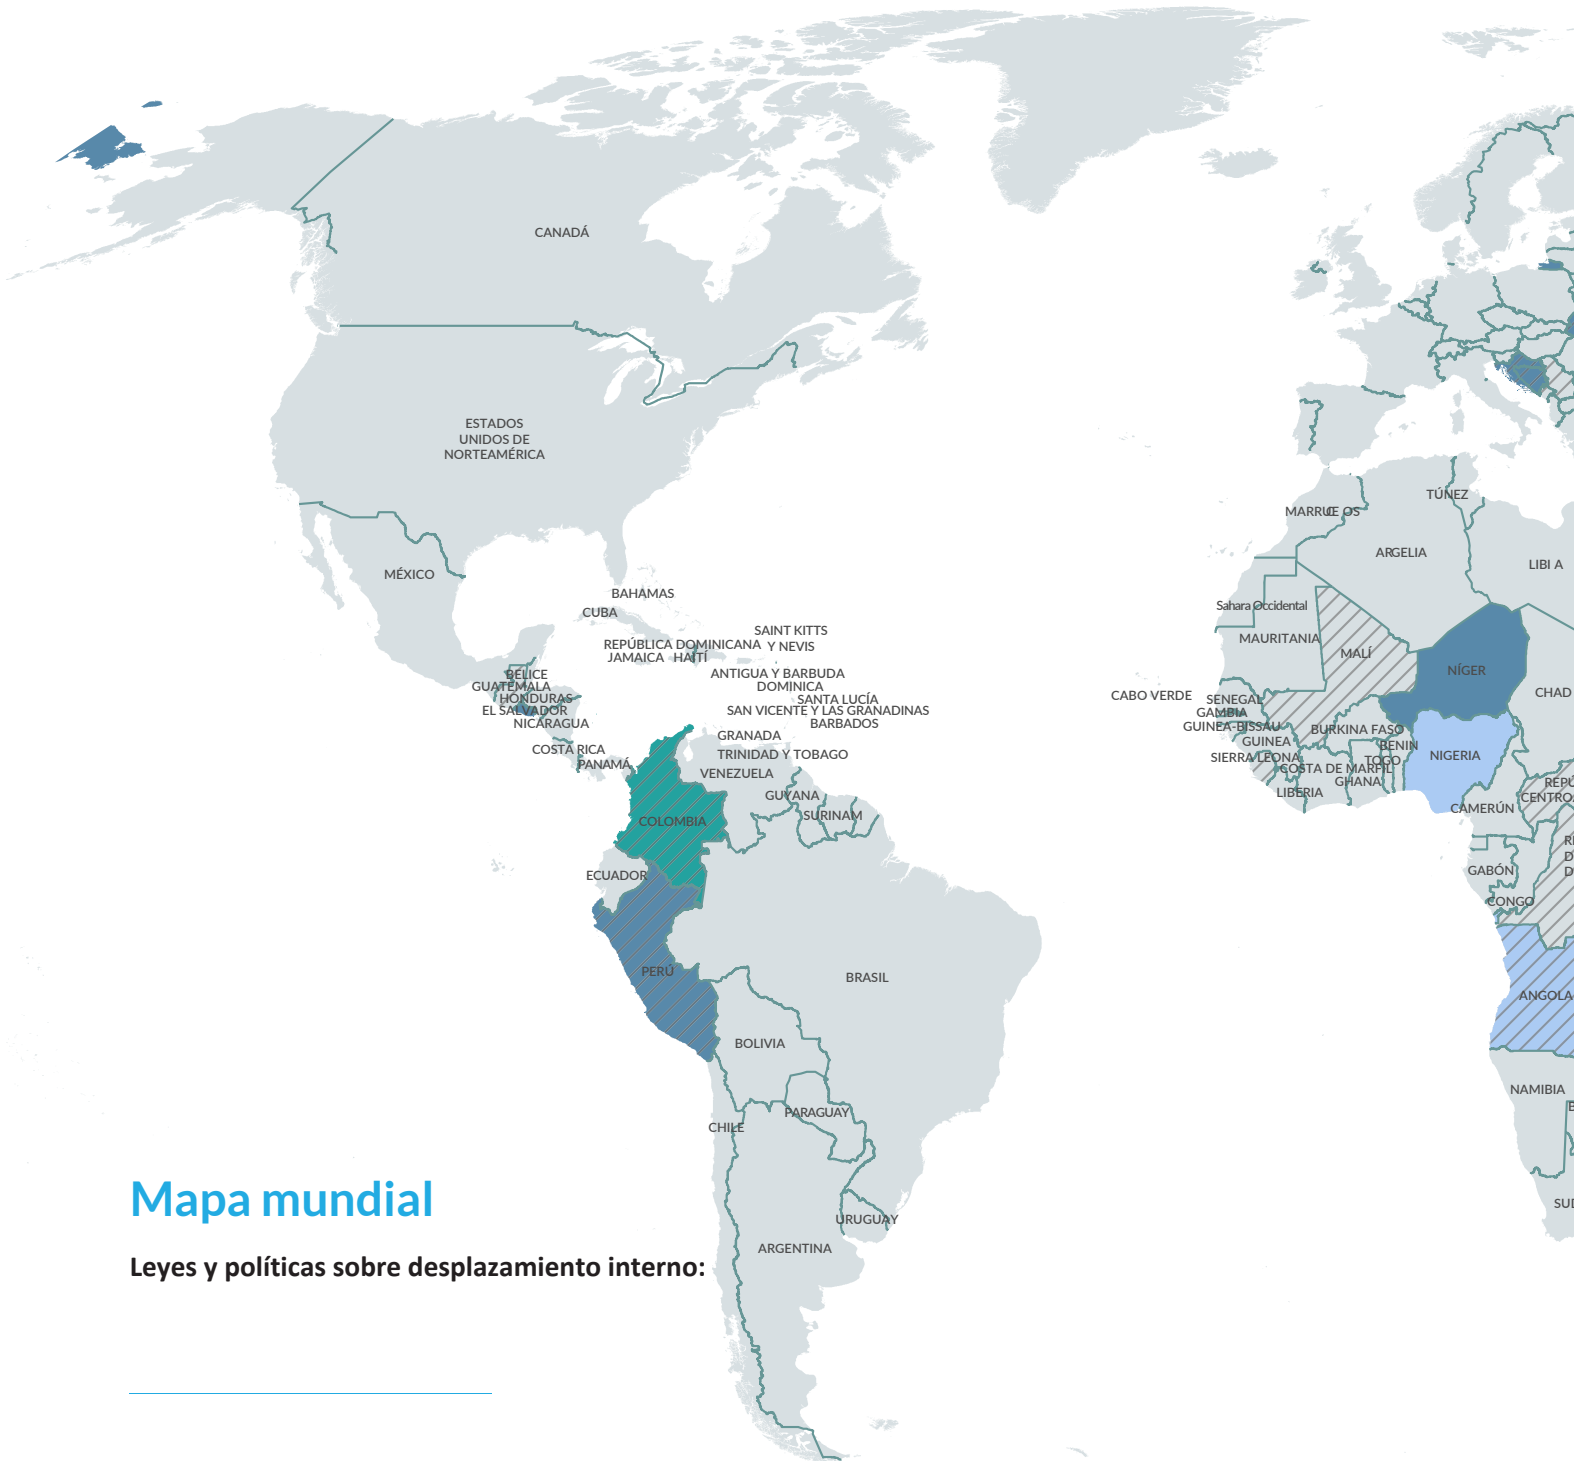 CANADÁ
ESTADOS
UNIDOS DE
NORTEAMÉRICA
MÉXICO
BAHAMAS
CUBA
REPÚBLICA DOMINICANA
JAMAICA
HAÏTÍ
SAINT KITTS
Y NEVIS
ANTIGUA Y BARBUDA
DOMINICA
SANTA LUCÍA
SAN VICENTE Y LAS GRANADINAS
BARBADOS
GRANADA
TRINIDAD Y TOBAGO
BELICE
GUATEMALA
HONDURAS
EL SALVADOR
NICARAGUA
COSTA RICA
PANAMÁ
VENEZUELA
GUYANA
SURINAM
COLOMBIA
ECUADOR
PERÚ
BRASIL
BOLIVIA
PARAGUAY
CHILE
URUGUAY
ARGENTINA
TÚNEZ
ARGELIA
LIBI A
Sahara Occidental
MAURITANIA
MALÍ
NÍGER
CHAD
CABO VERDE
SENEGAL
GAMBIA
GUINEA-BISSAU
GUINEA
SIERRA LEONA
LIBERIA
COSTA DE MARFIL
BURKINA FASO
GHANA
TOGO
BENIN
NIGERIA
CAMERÚN
REPÚ
CENTRO
GABÓN
CONGO
ANGOLA
NAMIBIA
Mapa mundial
Leyes y políticas sobre desplazamiento interno: